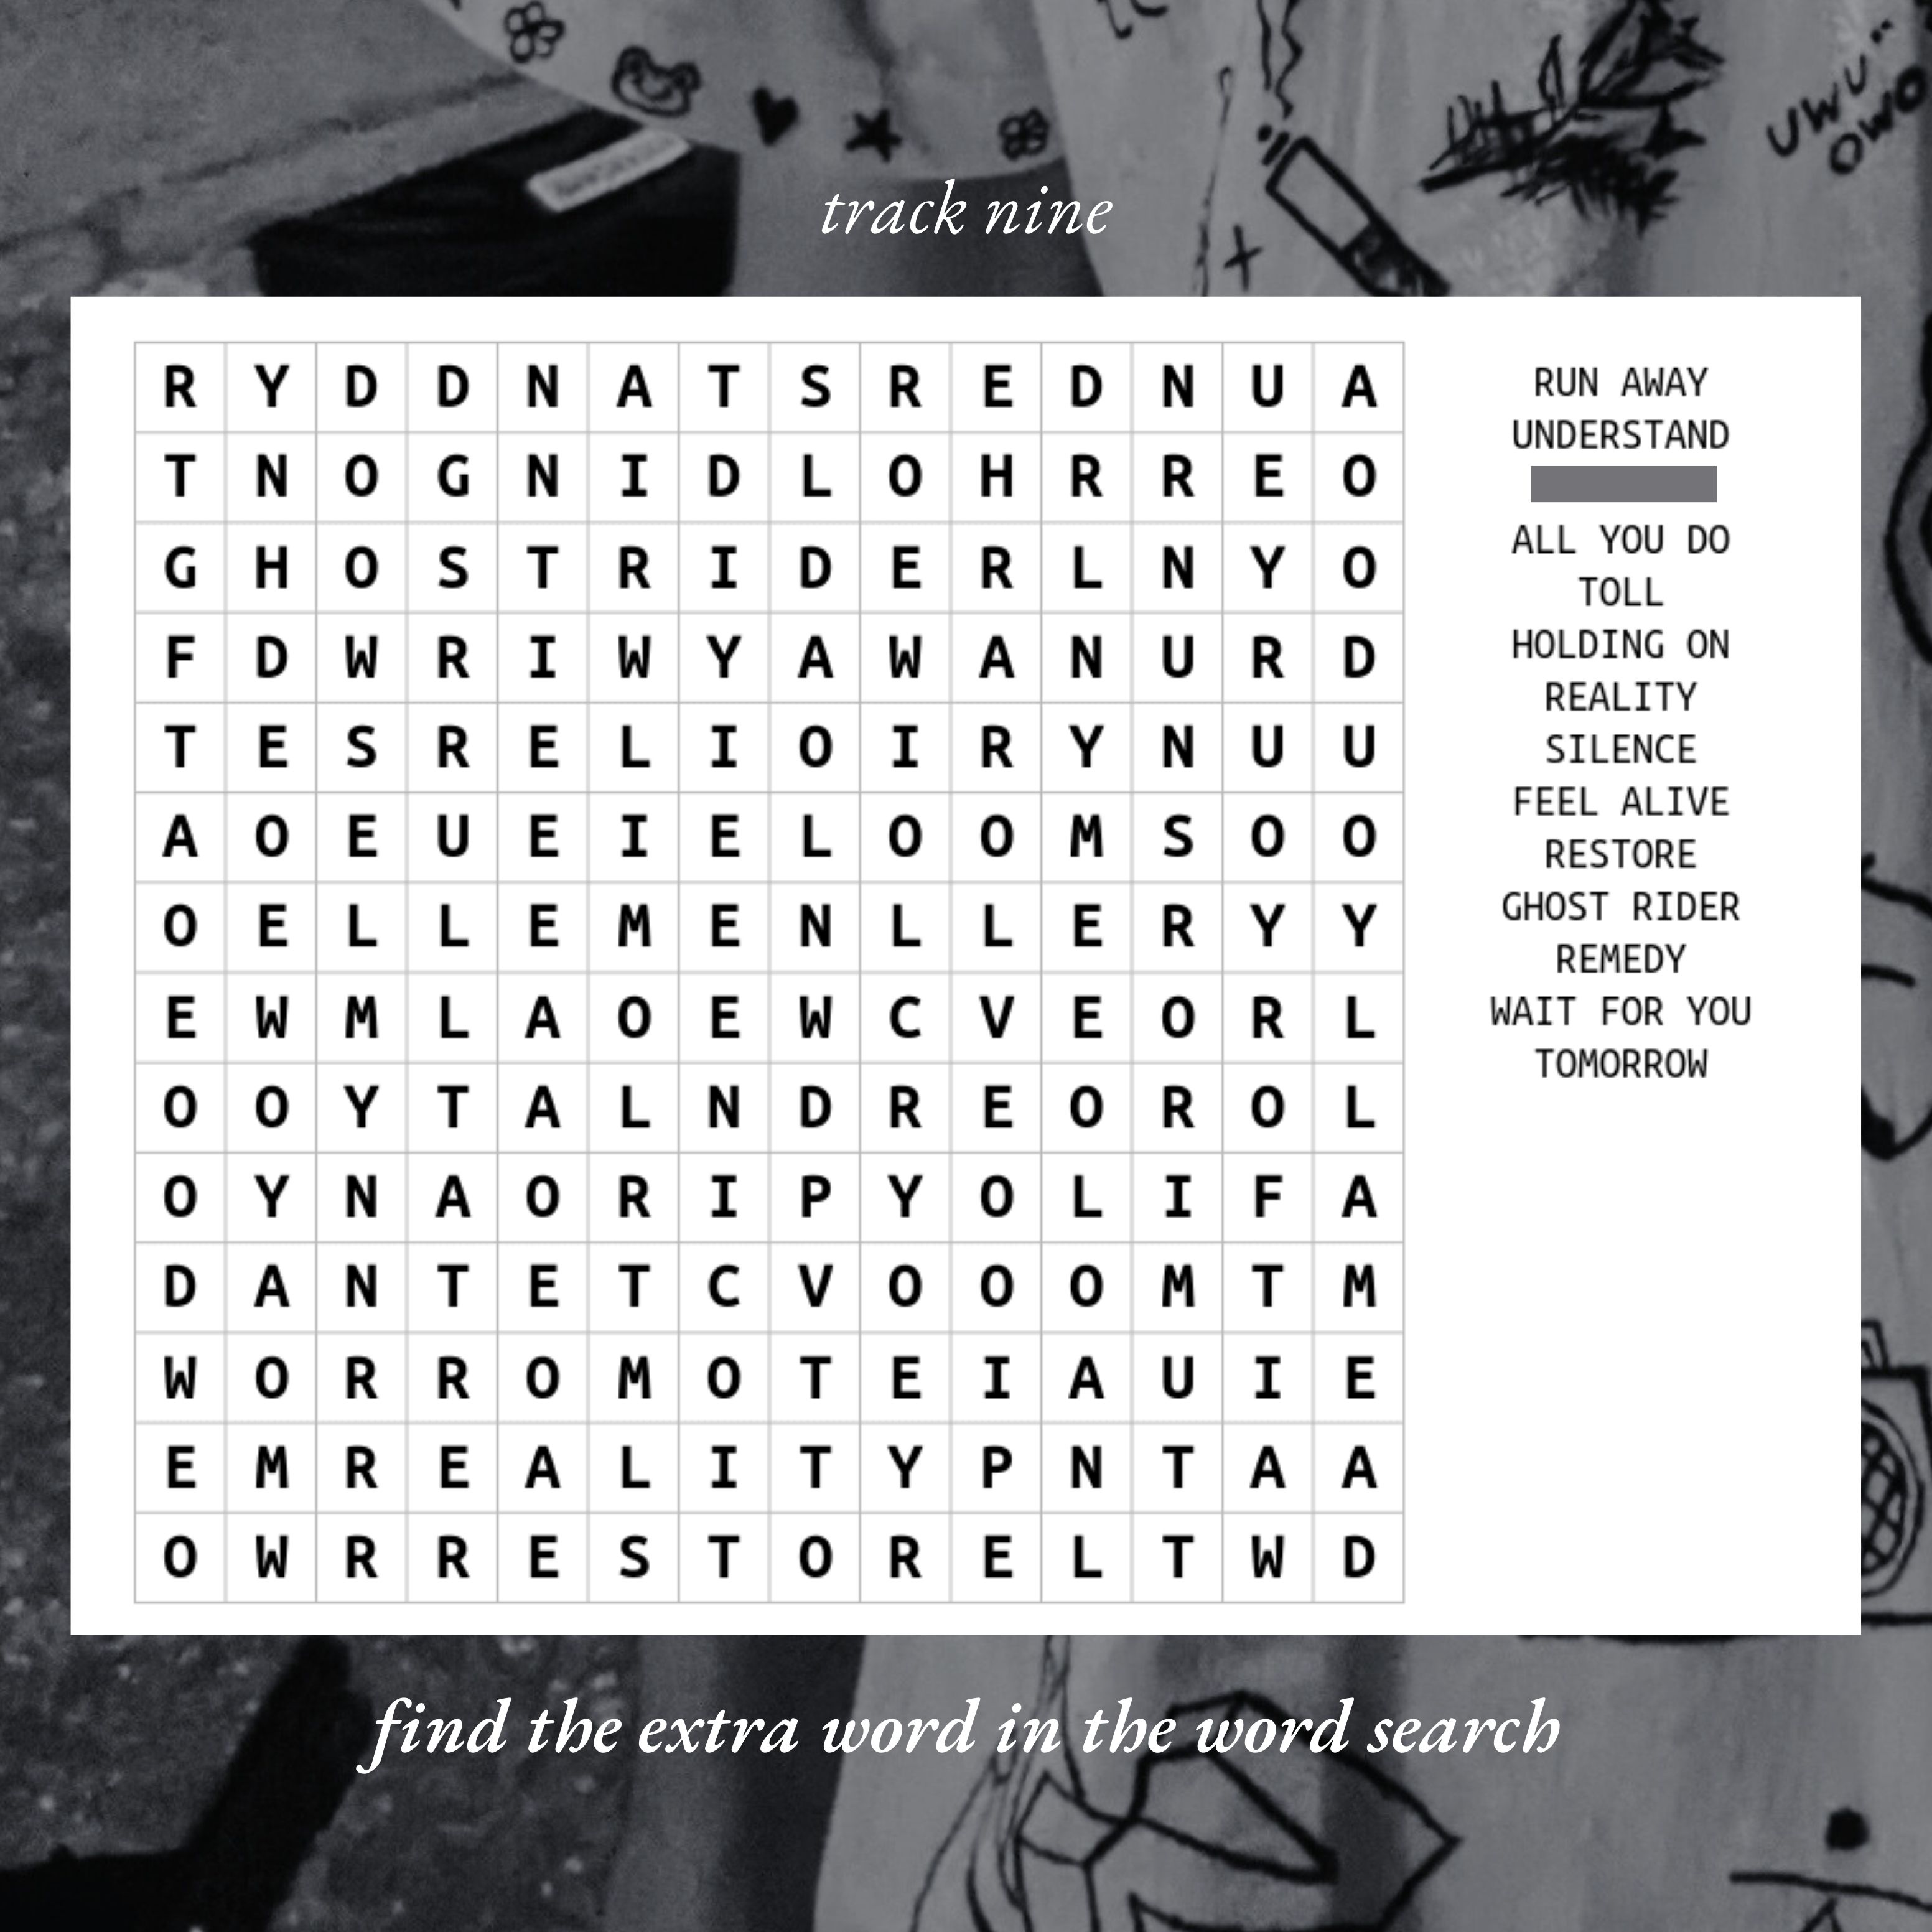 UWU
OWO
track nine
R Y D D N A T S R E D N U A
T N O G N I D L O H R R E O
G H O S T R I D E R L N Y O
F D W R I W Y A W A N U R D
T E S R E L I O I R Y N U U
A O E U E I E L O O M S O O
O E L L E M E N L L E R Y Y
E W M L A O E W C V E O R L
O O Y T A L N D R E O R O L
O Y N A O R I P Y O L I F A
D A N T E T C V O O O M T M
W O R R O M O T E I A U I E
E M R E A L I T Y P N T A A
O W R R E S T O R E L T W D
RUN AWAY
UNDERSTAND
ALL YOU DO
TOLL
HOLDING ON
REALITY
SILENCE
FEEL ALIVE
RESTORE
GHOST RIDER
REMEDY
WAIT FOR YOU
TOMORROW
find the extra word in the word search